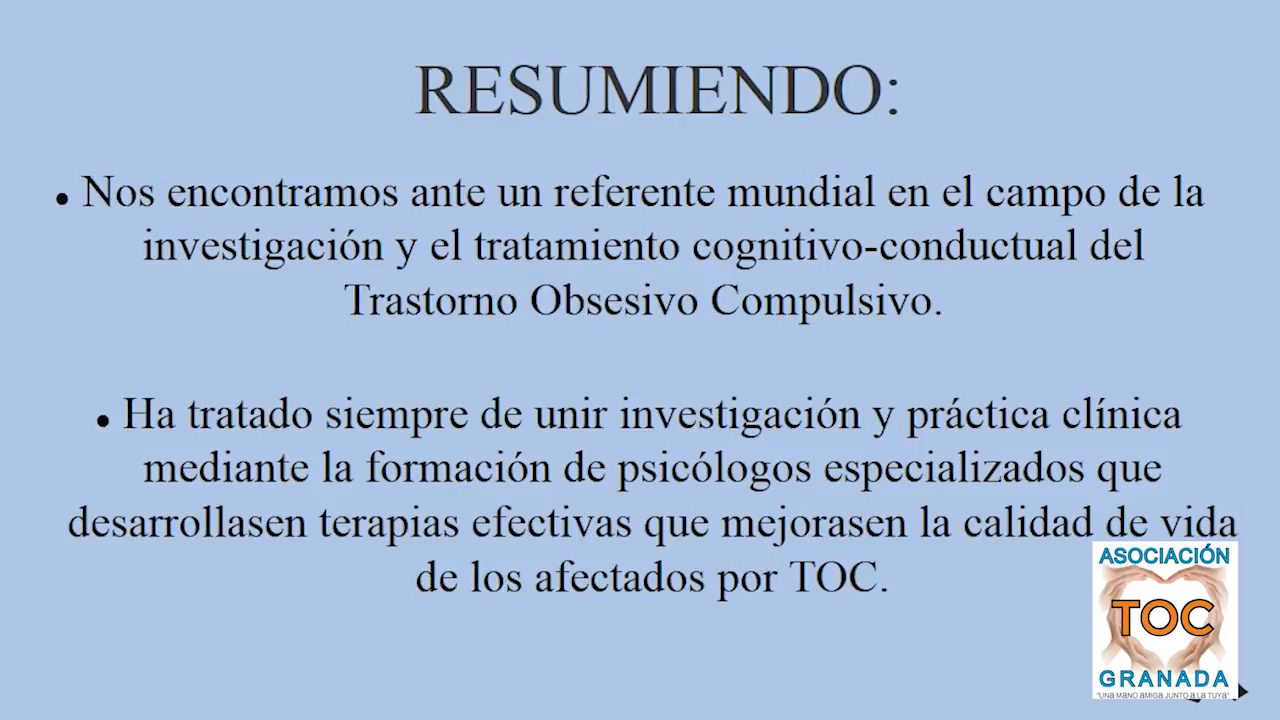 RESUMIENDO:
• Nos encontramos ante un referente mundial en el campo de la
investigación y el tratamiento cognitivo-conductual del
Trastorno Obsesivo Compulsivo.
• Ha tratado siempre de unir investigación y práctica clínica
mediante la formación de psicólogos especializados que
desarrollasen terapias efectivas que mejorasen la calidad de vida
de los afectados por TOC.
ASOCIACIÓN
TOC
GRANADA
"UNA MANO AMIGA JUNTO A LA TUYA"